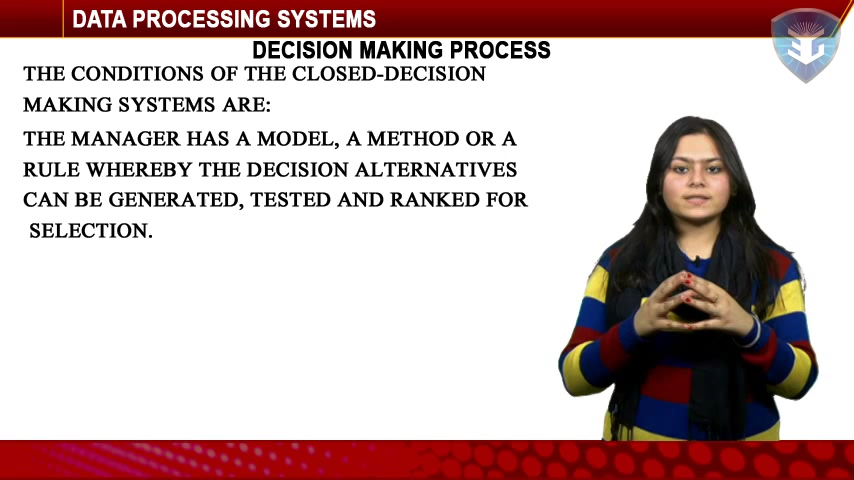 DATA PROCESSING SYSTEMS
DECISION MAKING PROCESS
THE CONDITIONS OF THE CLOSED-DECISION
MAKING SYSTEMS ARE:
THE MANAGER HAS A MODEL, A METHOD OR A
RULE WHEREBY THE DECISION ALTERNATIVES
CAN BE GENERATED, TESTED AND RANKED FOR
SELECTION.